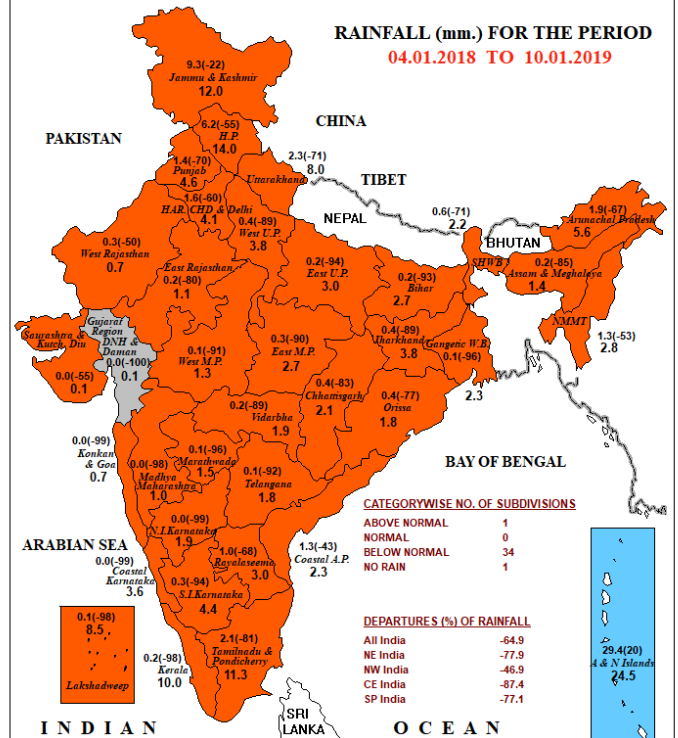 RAINFALL (mm.) FOR THE PERIOD
04.01.2018 TO 10.01.2019
9.3(-22)
Jammu & Kashmir
12.0
CHINA
6.2(-55)
H.P.
14.0
PAKISTAN
1.4(-70)
Punjab
4.6
2.3(-71)
8.0
Uttarakhand
TIBET
1.6(-60)
HAR. CHD & Delhi
4.1
0.4(-89)
West U.P.
3.8
NEPAL
0.6(-71)
2.2
1.9(-67)
Arunachal Pradesh
5.6
BHUTAN
0.3(-50)
West Rajasthan
0.7
East Rajasthan
0.2(-80)
1.1
0.2(-94)
East U.P.
3.0
0.2(-93)
Bihar
2.7
SHWB
0.2(-85)
Assam & Meghalaya
1.4
NMMT
1.3(-53)
2.8
Saurashtra &
Kutch, Diu
0.0(-55)
0.1
Gujarat
Region
DNH &
Daman
0.0(-100)
0.1
0.1(-91)
West M.P.
1.3
0.3(-90)
East M.P.
2.7
0.4(-89)
Jharkhand
3.8
Gangetic W.B.
0.1(-96)
2.3
0.4(-83)
Chhattisgarh
2.1
0.4(-77)
Orissa
1.8
0.2(-89)
Vidarbha
1.9
0.0(-99)
Konkan
& Goa
0.7
0.0(-98)
Madhya
Maharashtra
1.0
0.1(-96)
Marathwada
1.5
0.1(-92)
Telangana
1.8
BAY OF BENGAL
0.0(-99)
N.I.Karnataka
1.9
ARABIAN SEA
0.0(-99)
Coastal
Karnataka
3.6
1.0(-68)
Rayalaseema
3.0
1.3(-43)
Coastal A.P.
2.3
0.3(-94)
S.I.Karnataka
4.4
0.1(-98)
8.5
Lakshadweep
0.2(-98)
Kerala
10.0
2.1(-81)
Tamilnadu &
Pondicherry
11.3
CATEGORYWISE NO. OF SUBDIVISIONS
ABOVE NORMAL 1
NORMAL 0
BELOW NORMAL 34
NO RAIN 1
DEPARTURES (%) OF RAINFALL
All India -64.9
NE India -77.9
NW India -46.9
CE India -87.4
SP India -77.1
29.4(20)
A & N Islands
24.5
SRI
LANKA
INDIAN OCEAN